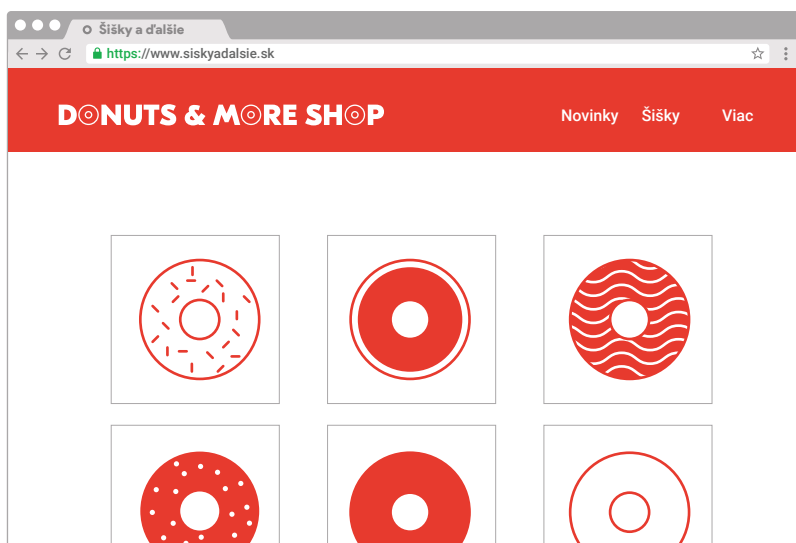 Šišky a ďalšie
https://www.siskyadalsie.sk
DONUTS & MORE SHOP
Novinky Šišky Viac